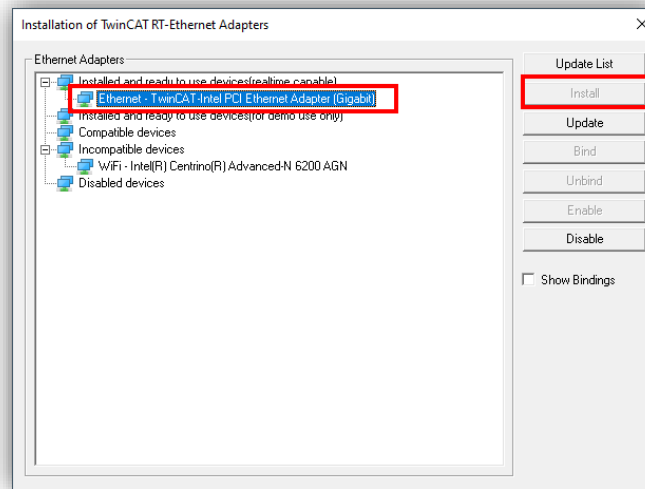 Installation of TwinCAT RT-Ethernet Adapters
Ethernet Adapters
Installed and ready to use devices(realtime capable)
Ethernet - TwinCAT-Intel PCI Ethernet Adapter (Gigabit)
Installed and ready to use devices(for demo use only)
Compatible devices
Incompatible devices
WiFi - Intel(R) Centrino(R) Advanced-N 6200 AGN
Disabled devices
Update List
Install
Update
Bind
Unbind
Enable
Disable
Show Bindings